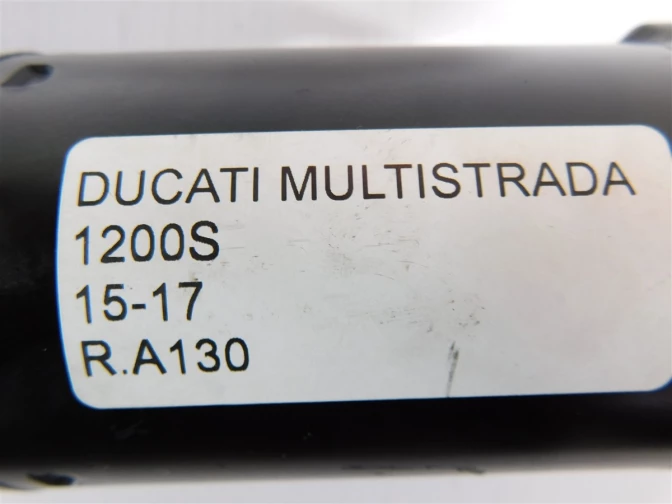 DUCATI MULTISTRADA
1200S
15-17
R.A130